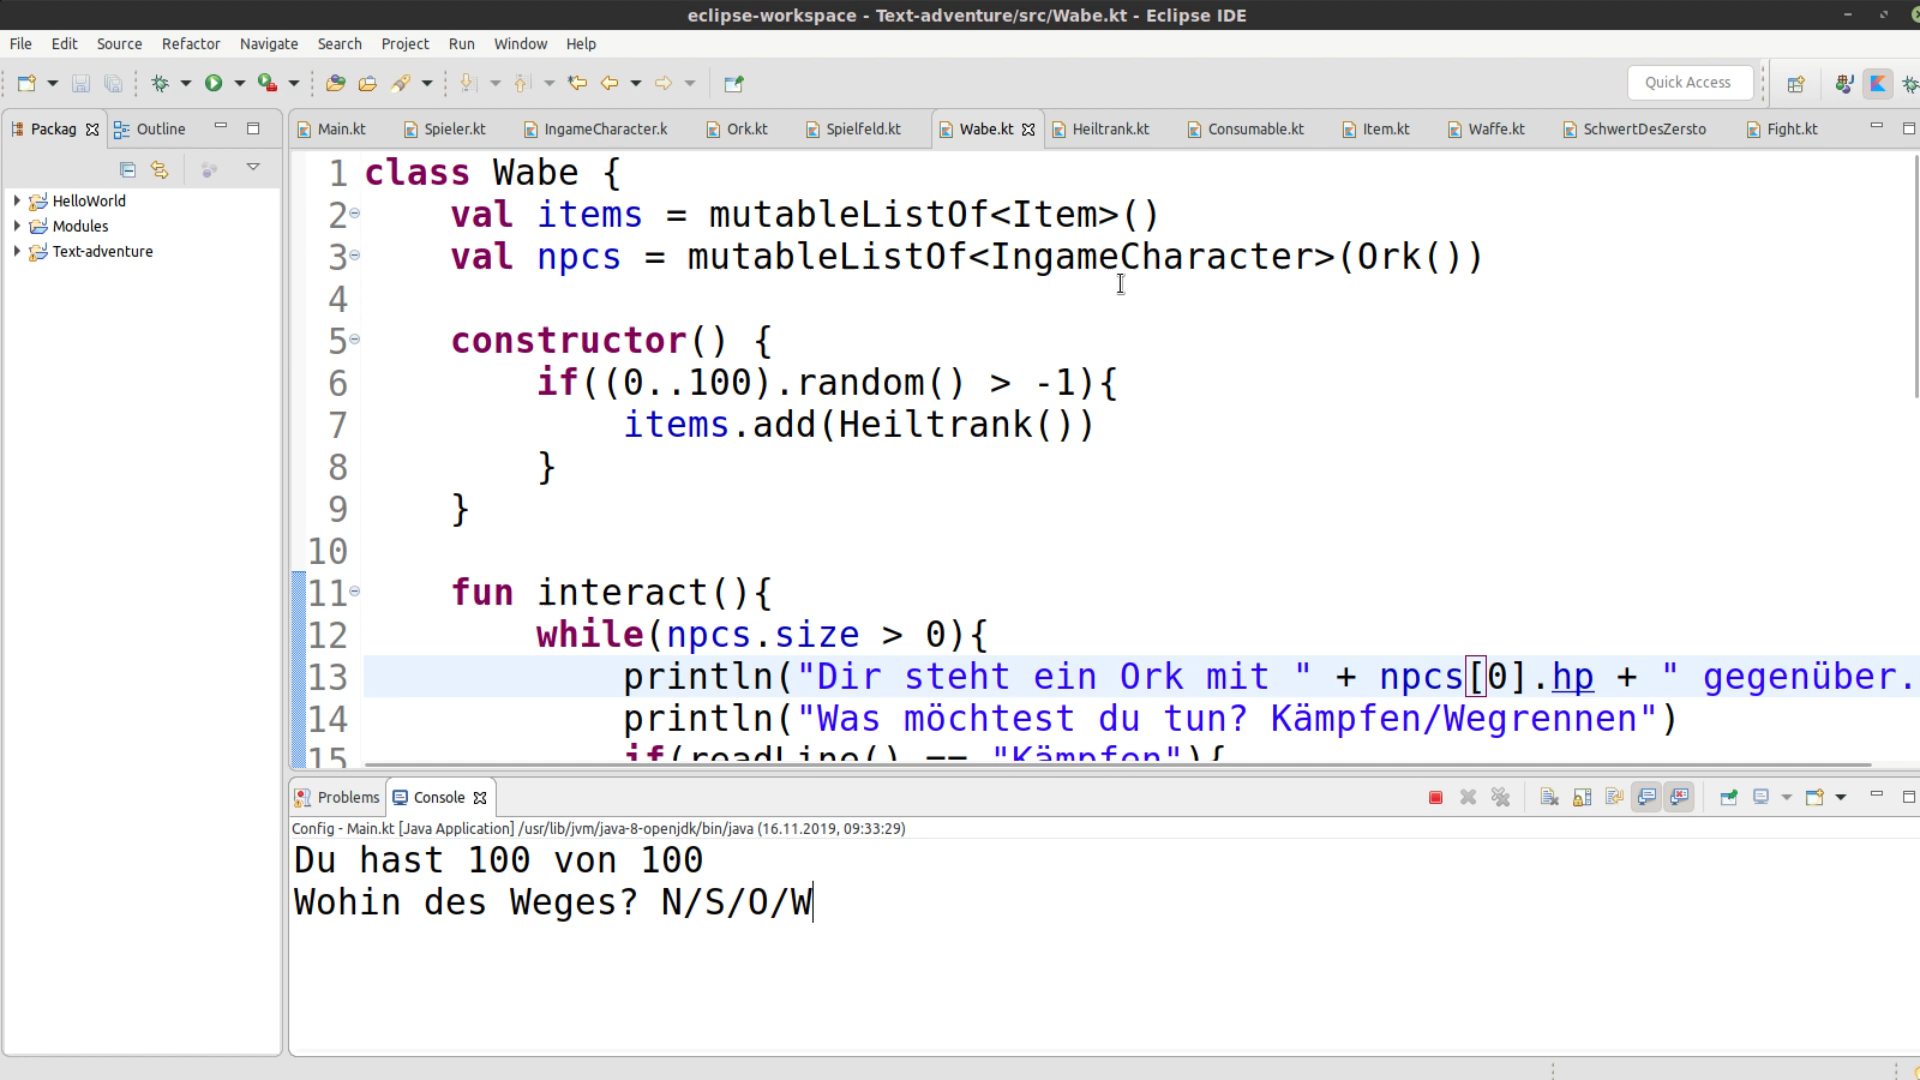 eclipse-workspace - Text-adventure/src/Wabe.kt - Eclipse IDE
File Edit Source Refactor Navigate Search Project Run Window Help
Quick Access
Packag Outline
Main.kt Spieler.kt IngameCharacter.k Ork.kt Spielfeld.kt Wabe.kt Heiltrank.kt Consumable.kt Item.kt Waffe.kt SchwertDesZersto Fight.kt
HelloWorld
Modules
Text-adventure
1 class Wabe {
2 val items = mutableListOf<Item>()
3 val npcs = mutableListOf<IngameCharacter>(Ork())
4
5 constructor() {
6 if((0..100).random() > -1){
7 items.add(Heiltrank())
8 }
9 }
10
11 fun interact(){
12 while(npcs.size > 0){
13 println("Dir steht ein Ork mit " + npcs[0].hp + " gegenüber.
14 println("Was möchtest du tun? Kämpfen/Wegrennen")
15 if(readLine() == "Kämpfen"){
Problems Console
Config - Main.kt [Java Application] /usr/lib/jvm/java-8-openjdk/bin/java (16.11.2019, 09:33:29)
Du hast 100 von 100
Wohin des Weges? N/S/O/W